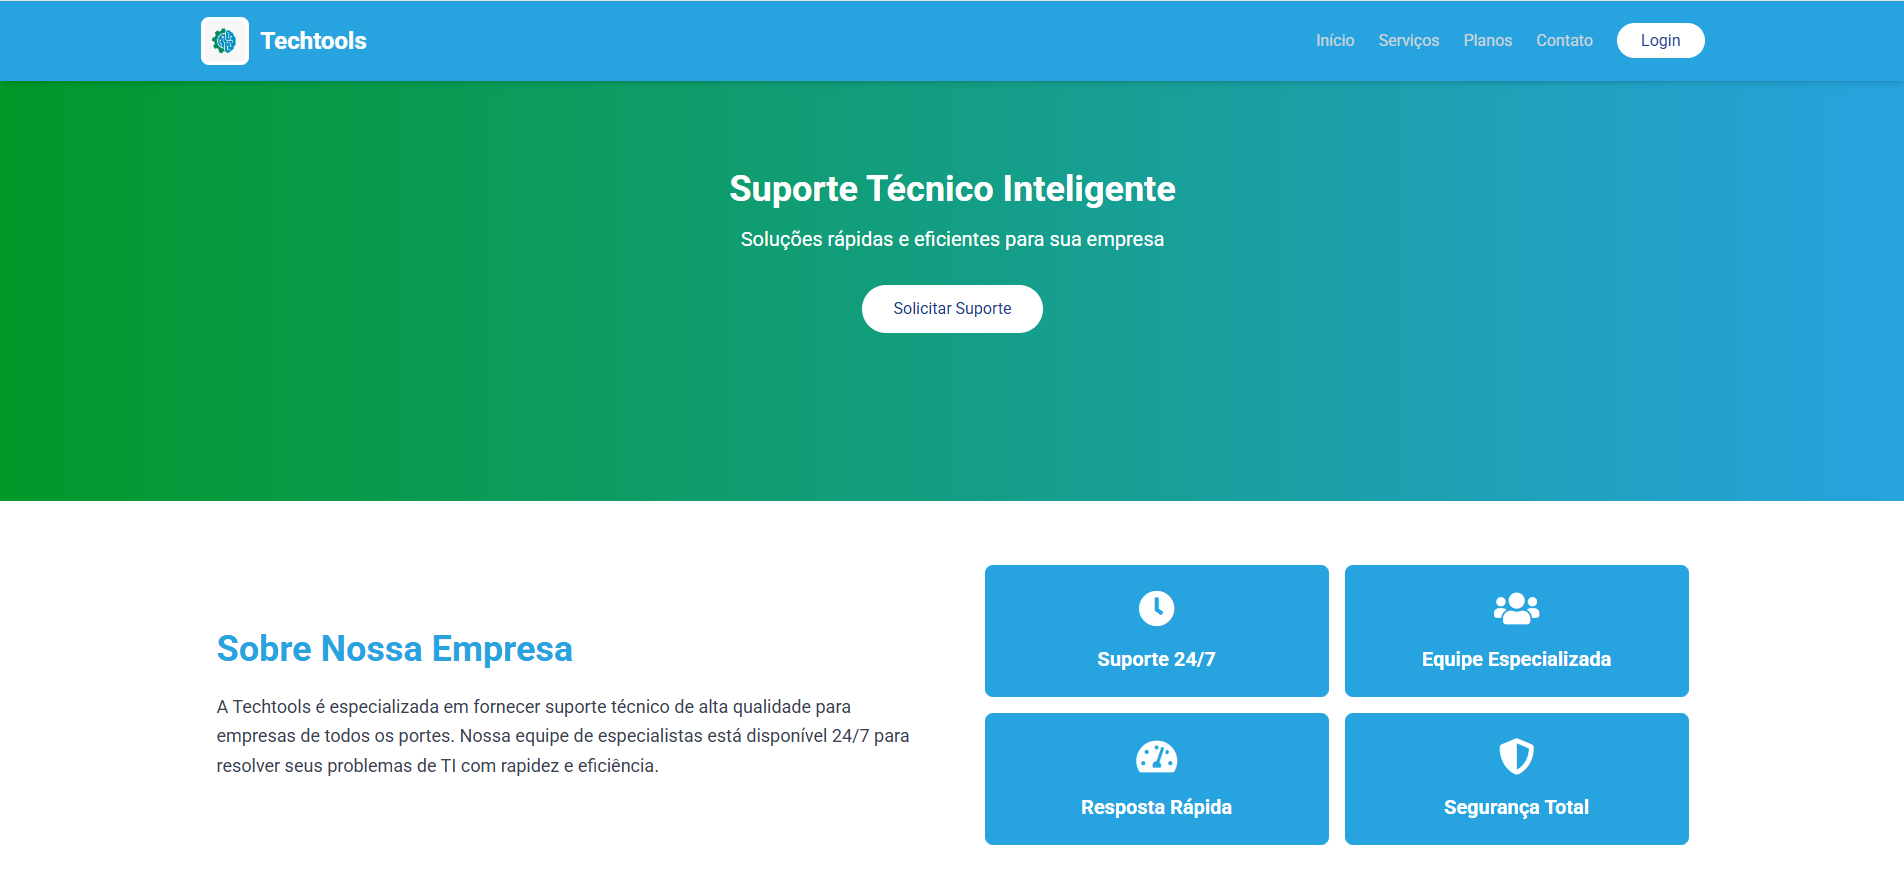 Techtools
Início
Serviços
Planos
Contato
Login
Suporte Técnico Inteligente
Soluções rápidas e eficientes para sua empresa
Solicitar Suporte
Sobre Nossa Empresa
A Techtools é especializada em fornecer suporte técnico de alta qualidade para
empresas de todos os portes. Nossa equipe de especialistas está disponível 24/7 para
resolver seus problemas de TI com rapidez e eficiência.
Suporte 24/7
Equipe Especializada
Resposta Rápida
Segurança Total